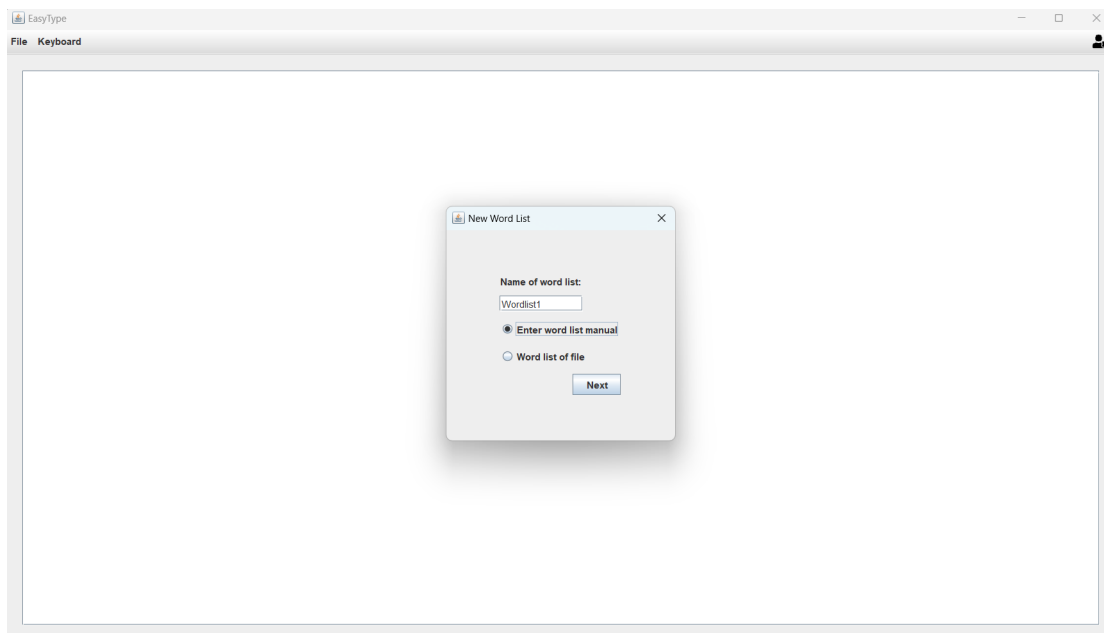 EasyType
File Keyboard
New Word List
Name of word list:
Wordlist1
Enter word list manual
Word list of file
Next